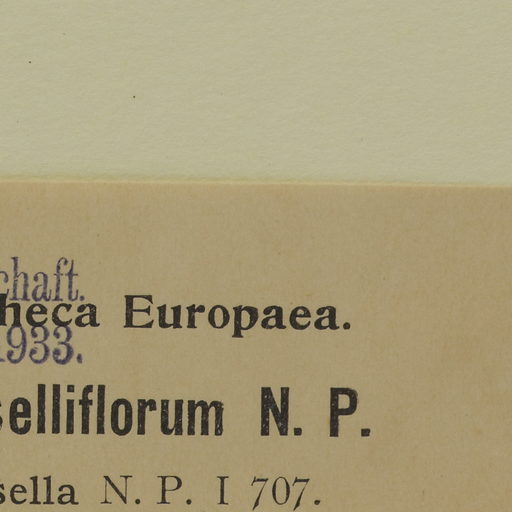 chaft.
heca Europaea.
1933.
selliflorum N. P.
sella N. P. I 707.